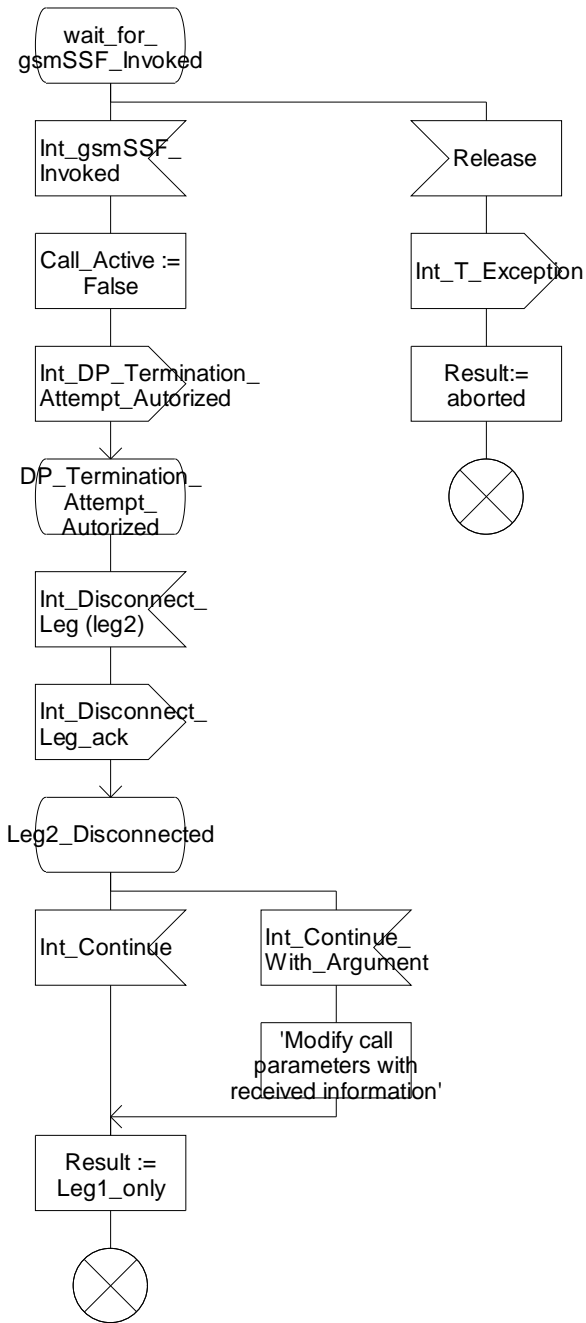 wait_for_
gsmSSF_Invoked
Int_gsmSSF_
Invoked
Release
Call_Active :=
False
Int_T_Exception
Int_DP_Termination_
Attempt_Autorized
Result:=
aborted
DP_Termination_
Attempt_
Autorized
Int_Disconnect_
Leg (leg2)
Int_Disconnect_
Leg_ack
Leg2_Disconnected
Int_Continue
Int_Continue_
With_Argument
'Modify call
parameters with
received information'
Result :=
Leg1_only